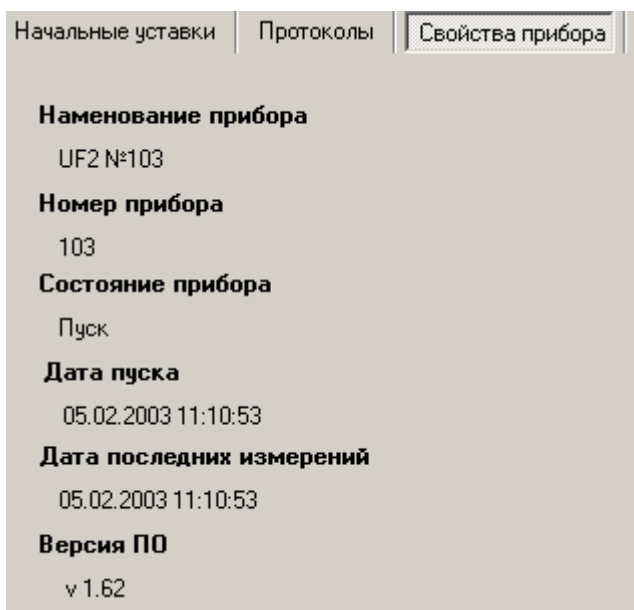 Начальные уставки Протоколы Свойства прибора
Наменование прибора
UF2 №103
Номер прибора
103
Состояние прибора
Пуск
Дата пуска
05.02.2003 11:10:53
Дата последних измерений
05.02.2003 11:10:53
Версия ПО
v 1.62